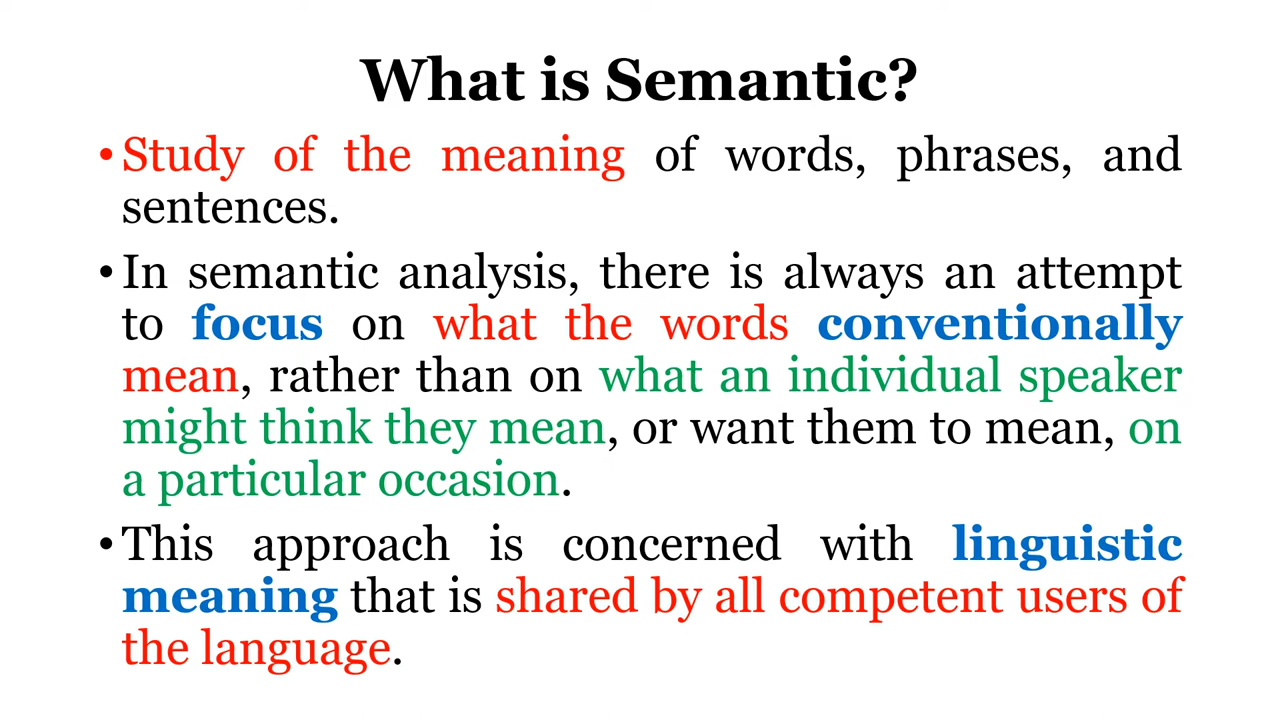 What is Semantic?
•Study of the meaning of words, phrases, and
sentences.
•In semantic analysis, there is always an attempt
to focus on what the words conventionally
mean, rather than on what an individual speaker
might think they mean, or want them to mean, on
a particular occasion.
•This approach is concerned with linguistic
meaning that is shared by all competent users of
the language.